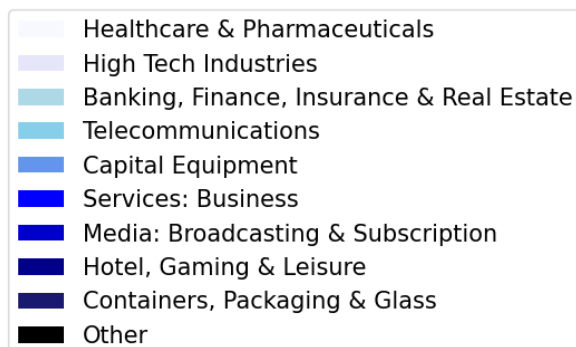 Healthcare & Pharmaceuticals
High Tech Industries
Banking, Finance, Insurance & Real Estate
Telecommunications
Capital Equipment
Services: Business
Media: Broadcasting & Subscription
Hotel, Gaming & Leisure
Containers, Packaging & Glass
Other